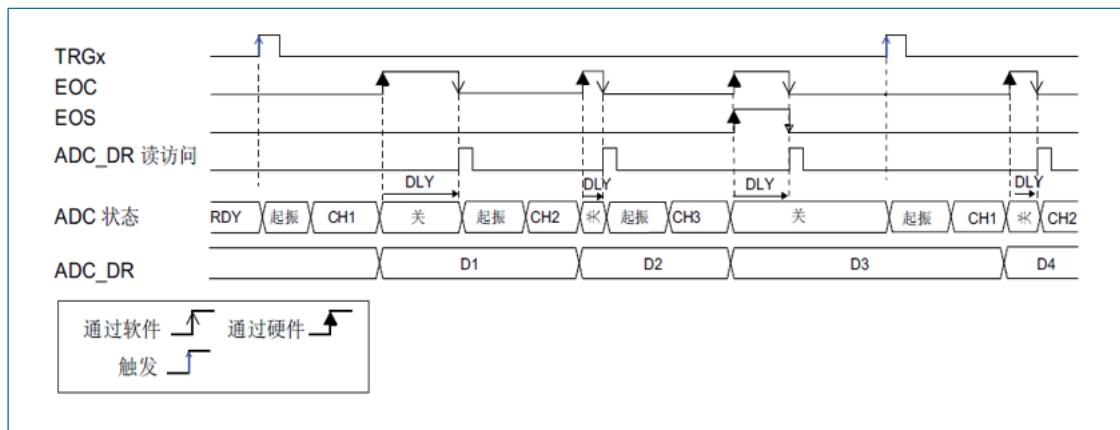 TRGx
EOC
EOS
ADC_DR 读访问
DLY DLY DLY DLY
ADC 状态 RDY 起振 CH1 关 起振 CH2 关 起振 CH3 关 起振 CH1 关 CH2
ADC_DR D1 D2 D3 D4
通过软件 通过硬件
触发